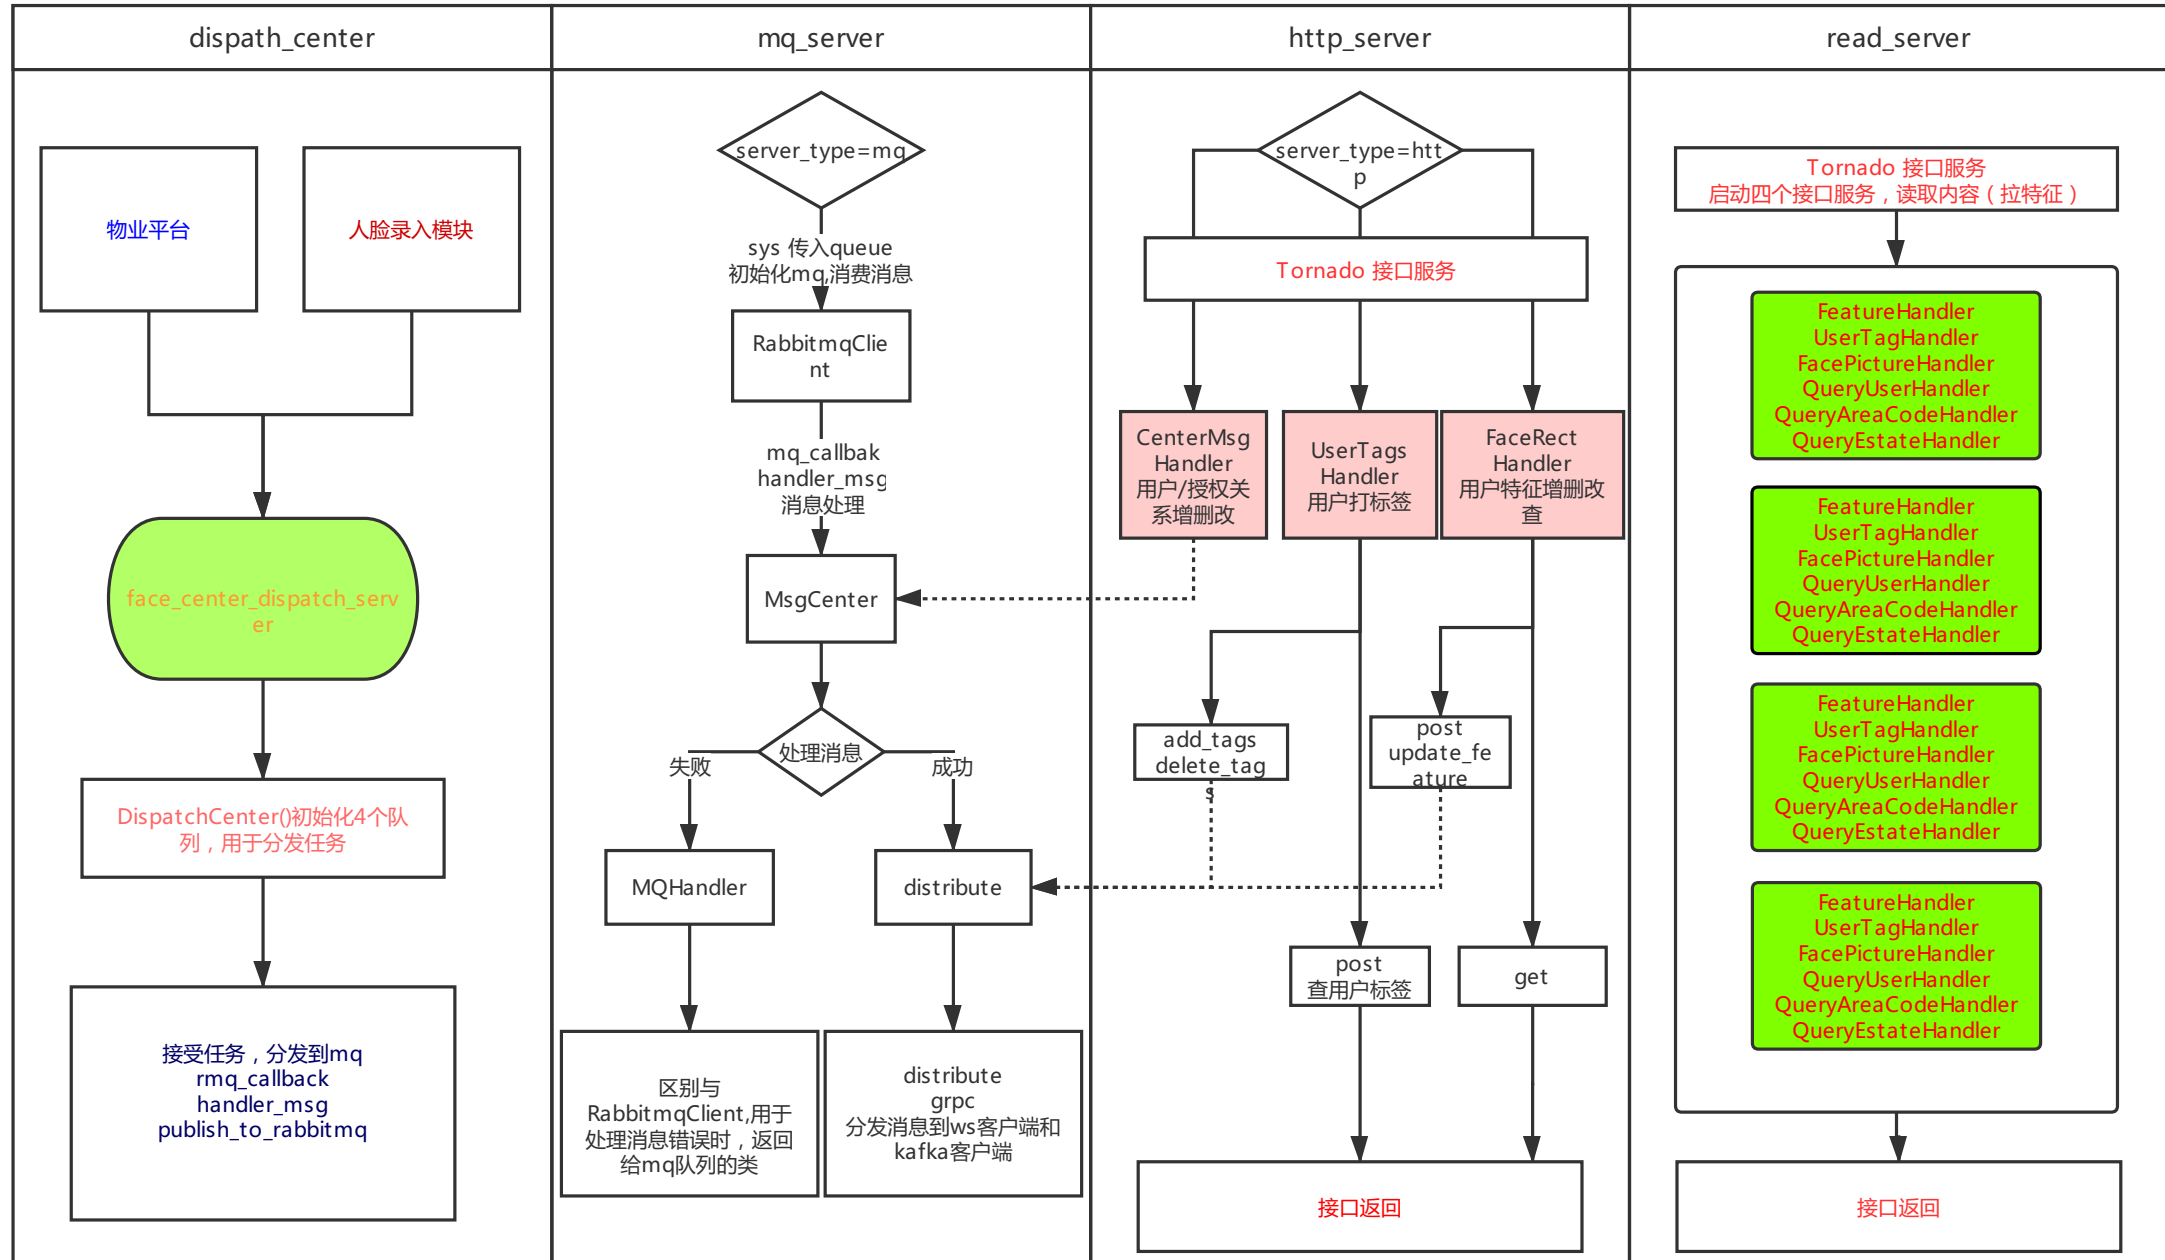 dispath_center
mq_server
http_server
read_server
物业平台
人脸录入模块
face_center_dispatch_serv
er
DispatchCenter()初始化4个队
列，用于分发任务
接受任务，分发到mq
rmq_callback
handler_msg
publish_to_rabbitmq
server_type=mq
sys 传入queue
初始化mq,消费消息
RabbitmqClie
nt
mq_callbak
handler_msg
消息处理
MsgCenter
处理消息
失败
成功
MQHandler
distribute
区别与
RabbitmqClient,用于
处理消息错误时，返回
给mq队列的类
distribute
grpc
分发消息到ws客户端和
kafka客户端
server_type=htt
p
Tornado 接口服务
CenterMsg
Handler
用户/授权关
系增删改
UserTags
Handler
用户打标签
FaceRect
Handler
用户特征增删改
查
add_tags
delete_tag
s
post
update_fe
ature
post
查用户标签
get
接口返回
Tornado 接口服务
启动四个接口服务，读取内容（拉特征）
FeatureHandler
UserTagHandler
FacePictureHandler
QueryUserHandler
QueryAreaCodeHandler
QueryEstateHandler
FeatureHandler
UserTagHandler
FacePictureHandler
QueryUserHandler
QueryAreaCodeHandler
QueryEstateHandler
FeatureHandler
UserTagHandler
FacePictureHandler
QueryUserHandler
QueryAreaCodeHandler
QueryEstateHandler
FeatureHandler
UserTagHandler
FacePictureHandler
QueryUserHandler
QueryAreaCodeHandler
QueryEstateHandler
接口返回